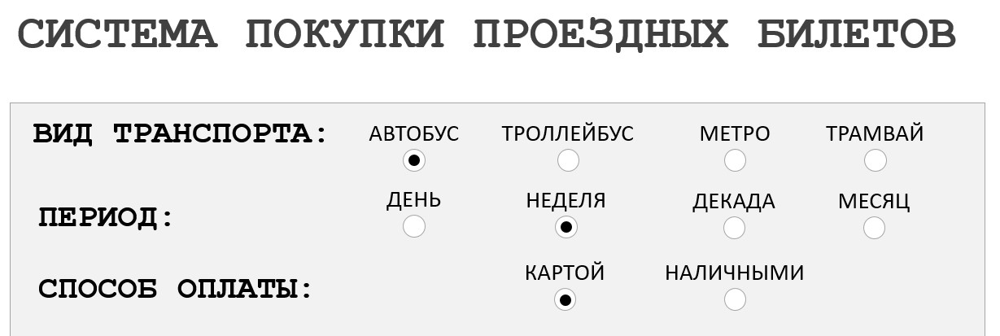 СИСТЕМА ПОКУПКИ ПРОЕЗДНЫХ БИЛЕТОВ
ВИД ТРАНСПОРТА: АВТОБУС ТРОЛЛЕЙБУС МЕТРО ТРАМВАЙ
ПЕРИОД: ДЕНЬ НЕДЕЛЯ ДЕКАДА МЕСЯЦ
СПОСОБ ОПЛАТЫ: КАРТОЙ НАЛИЧНЫМИ